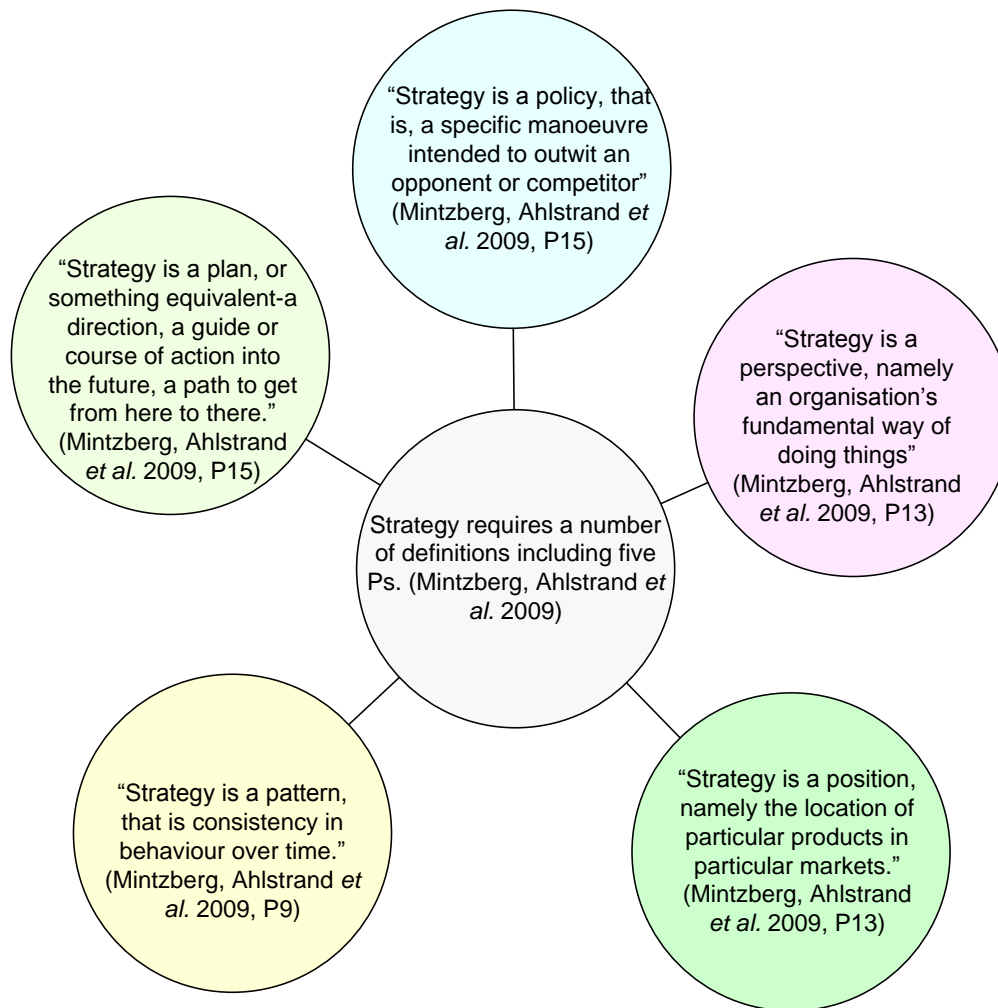 “Strategy is a policy, that
is, a specific manoeuvre
intended to outwit an
opponent or competitor”
(Mintzberg, Ahlstrand et
al. 2009, P15)
“Strategy is a plan, or
something equivalent-a
direction, a guide or
course of action into
the future, a path to get
from here to there.”
(Mintzberg, Ahlstrand
et al. 2009, P15)
“Strategy is a
perspective, namely
an organisation’s
fundamental way of
doing things”
(Mintzberg, Ahlstrand
et al. 2009, P13)
Strategy requires a number
of definitions including five
Ps. (Mintzberg, Ahlstrand et
al. 2009)
“Strategy is a pattern,
that is consistency in
behaviour over time.”
(Mintzberg, Ahlstrand et
al. 2009, P9)
“Strategy is a position,
namely the location of
particular products in
particular markets.”
(Mintzberg, Ahlstrand
et al. 2009, P13)